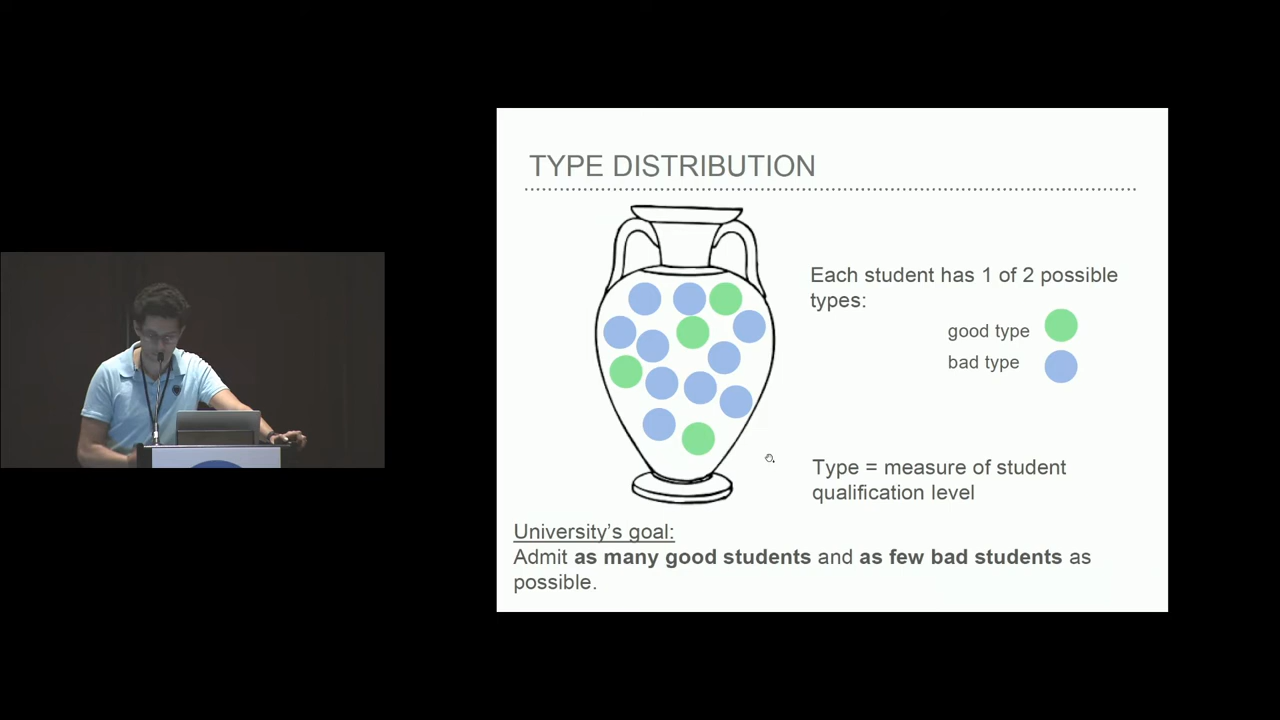 TYPE DISTRIBUTION
Each student has 1 of 2 possible
types:
good type
bad type
Type = measure of student
qualification level
University’s goal:
Admit as many good students and as few bad students as
possible.